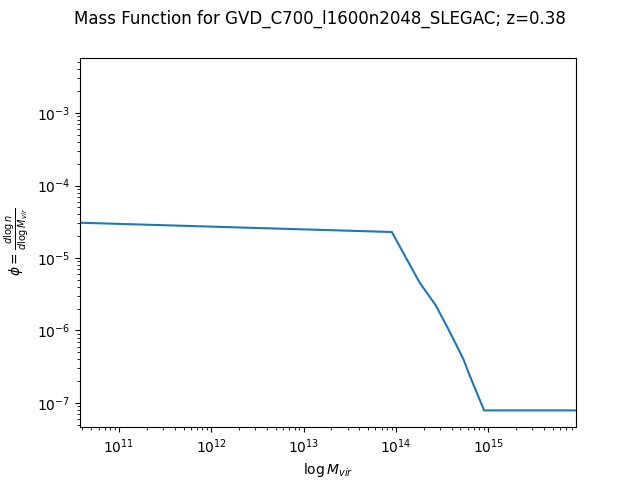 Mass Function for GVD_C700_l1600n2048_SLEGAC; z=0.38
ϕ = d log n / d log M_vir
10^-3
10^-4
10^-5
10^-6
10^-7
10^11 10^12 10^13 10^14 10^15
log M_vir